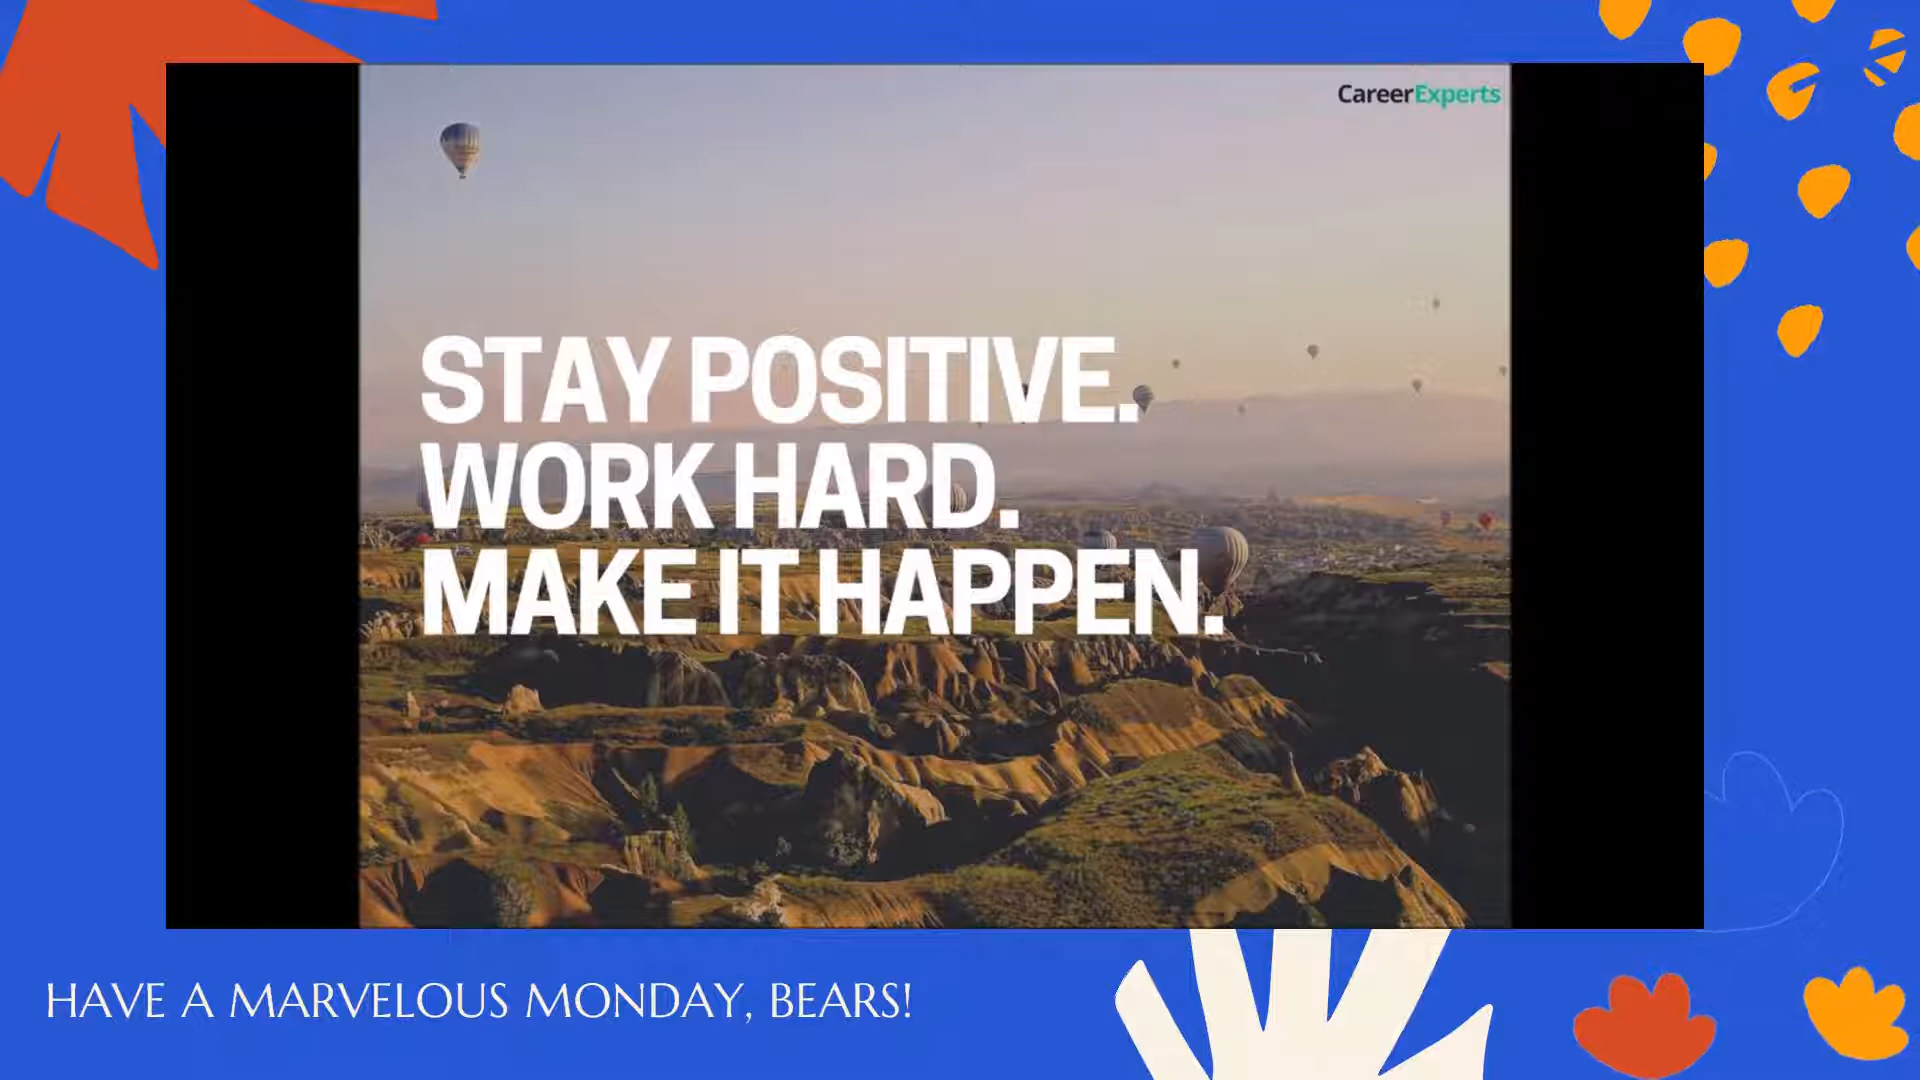 CareerExperts
STAY POSITIVE.
WORK HARD.
MAKE IT HAPPEN.
HAVE A MARVELOUS MONDAY, BEARS!